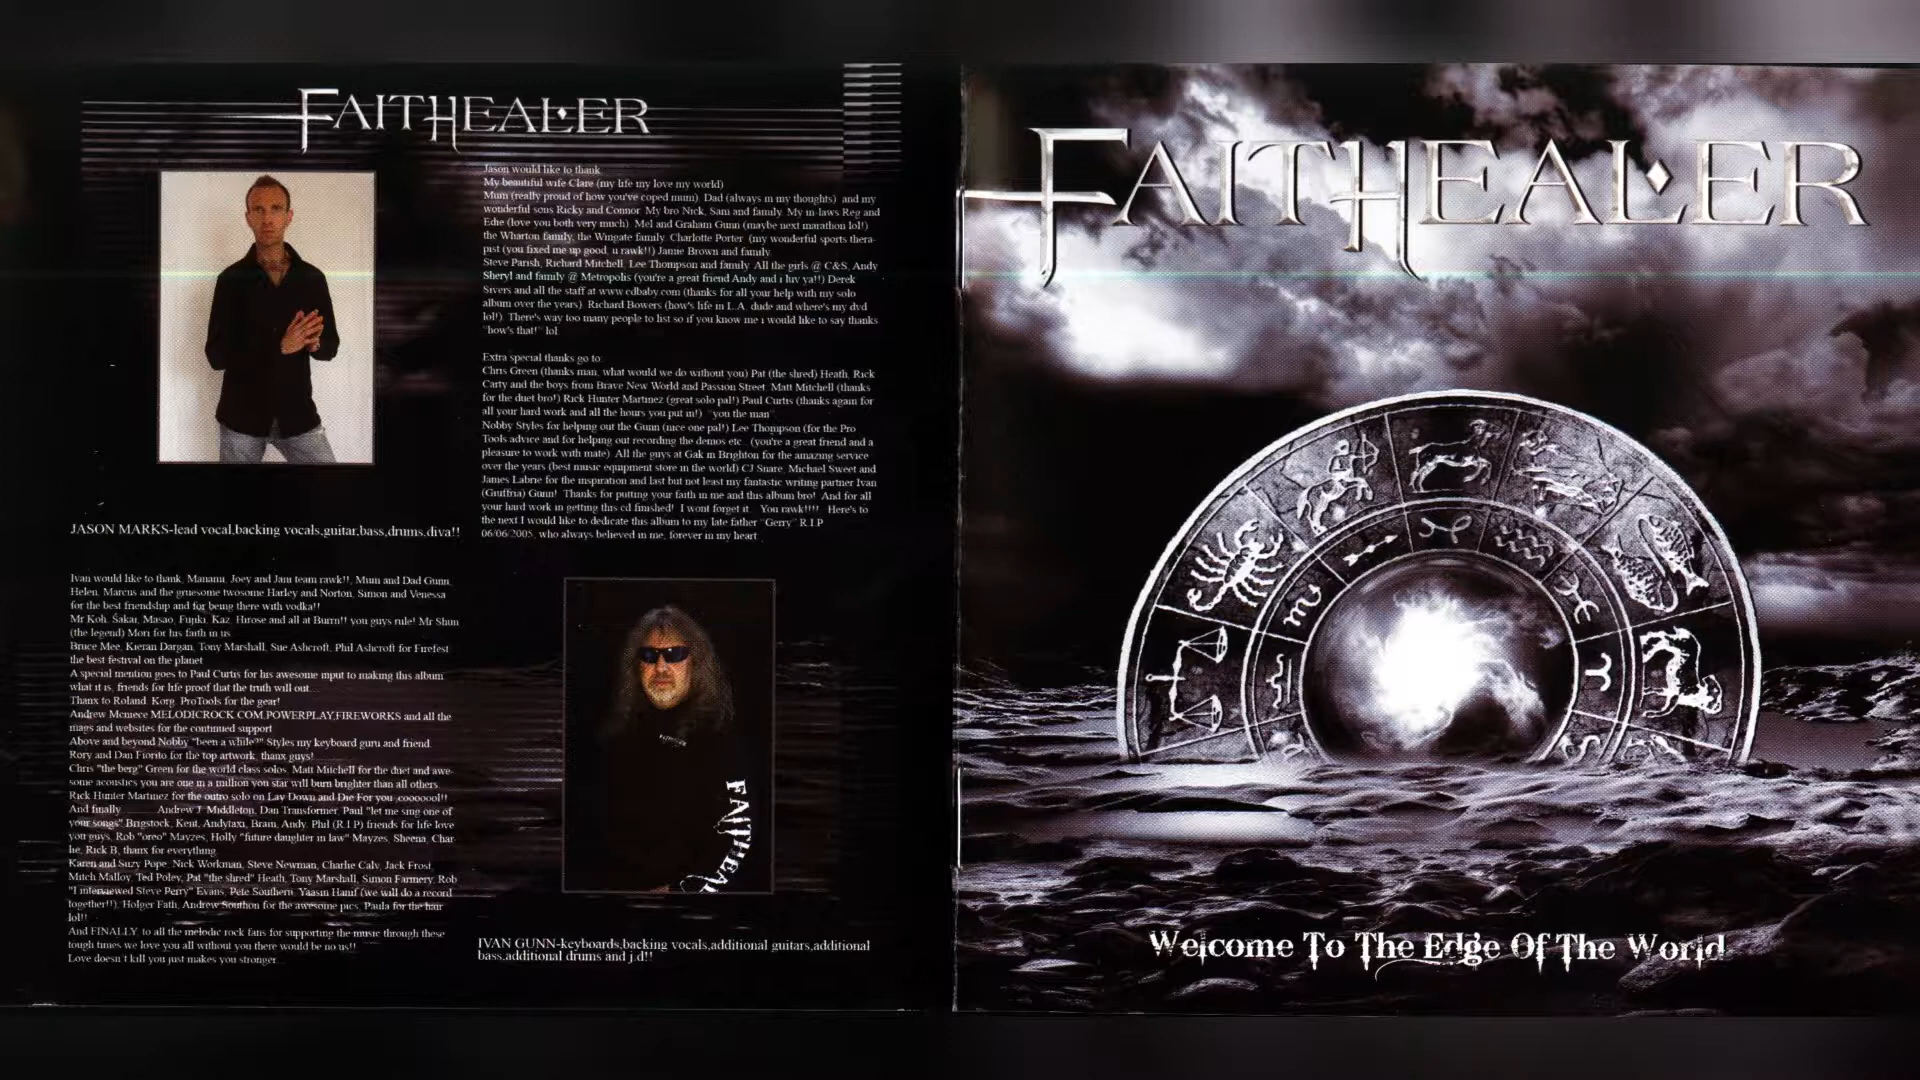 FAITHEALER
Jason would like to thank
My beautiful wife Clare (my life my love my world)
Mum (really proud of how you've coped mum). Dad (always in my thoughts) and my
wonderful sons Ricky and Connor. My bro Nick, Sam and family. My in-laws Reg and
Edie (love you both very much). Mel and Graham Gunn (maybe next marathon lol!)
the Wharton family, the Wingate family. Charlotte Porter (my wonderful sports thera-
pist (you fixed me up good, u rawk!!) Jamie Brown and family.
Steve Parish, Richard Mitchell, Lee Thompson and family. All the girls @ C&S, Andy
Sheryl and family @ Metropolis (you're a great friend Andy and i luv ya!!) Derek
Sivers and all the staff at www.cdbaby.com (thanks for all your help with my solo
album over the years). Richard Bowers (how's life in L.A. dude and where's my dvd
lol!). There's way too many people to list so if you know me i would like to say thanks
"how's that!" lol
Extra special thanks go to
Chris Green (thanks man, what would we do without you) Pat (the shred) Heath, Rick
Carty and the boys from Brave New World and Passion Street. Matt Mitchell (thanks
for the duet bro!) Rick Hunter Martinez (great solo pal!) Paul Curtis (thanks again for
all your hard work and all the hours you put in!) "you the man"
Nobby Styles for helping out the Gunn (nice one pal!) Lee Thompson (for the Pro
Tools advice and for helping out recording the demos etc.. (you're a great friend and a
pleasure to work with mate). All the guys at Gak in Brighton for the amazing service
over the years (best music equipment store in the world) CJ Snare, Michael Sweet and
James Labrie for the inspiration and last but not least my fantastic writing partner Ivan
(Giuffria) Gunn! Thanks for putting your faith in me and this album bro! And for all
your hard work in getting this cd finished! I wont forget it.. You rawk!!!! Here's to
the next I would like to dedicate this album to my late father "Gerry" R.I.P
06/06/2005, who always believed in me, forever in my heart
JASON MARKS-lead vocal,backing vocals,guitar,bass,drums,diva!!
Ivan would like to thank, Manami, Joey and Jani team rawk!!, Mum and Dad Gunn,
Helen, Marcus and the gruesome twosome Harley and Norton, Simon and Venessa
for the best friendship and for being there with vodka!!
Mr Koh. Sakai, Masao, Fujiki, Kaz. Hirose and all at Burrn!! you guys rule! Mr Shun
(the legend) Mori for his faith in us
Bruce Mee, Kieran Dargan, Tony Marshall, Sue Ashcroft, Phil Ashcroft for Firefest
the best festival on the planet
A special mention goes to Paul Curtis for his awesome input to making this album
what it is, friends for life proof that the truth will out...
Thanx to Roland, Korg, ProTools for the gear!
Andrew Mcniece MELODICROCK.COM,POWERPLAY,FIREWORKS and all the
mags and websites for the continued support
Above and beyond Nobby "been a while?" Styles my keyboard guru and friend
Rory and Dan Fiorito for the top artwork, thanx guys!
Chris "the berg" Green for the world class solos. Matt Mitchell for the duet and awe-
some acoustics you are one in a million you star will burn brighter than all others.
Rick Hunter Martinez for the outro solo on Lay Down and Die For you ,cooooool!!
And finally Andrew J. Middleton, Dan Transformer, Paul "let me sing one of
your songs" Brigstock, Kent, Andytaxi, Brain, Andy, Phil (R.I.P) friends for life love
you guys, Rob "oreo" Mayzes, Holly "future daughter in law" Mayzes, Sheena, Char-
lie, Rick B, thanx for everything
Karen and Suzy Pope, Nick Workman, Steve Newman, Charlie Caly, Jack Frost,
Mitch Malloy, Ted Poley, Pat "the shred" Heath, Tony Marshall, Simon Farmery, Rob
"I interviewed Steve Perry" Evans, Pete Southern, Yaasin Hanif (we will do a record
together!!), Holger Fath, Andrew Southon for the awesome pics, Paula for the hair
lol!!
And FINALLY to all the melodic rock fans for supporting the music through these
tough times we love you all without you there would be no us!!
Love doesn't kill you just makes you stronger...
FAITHEAL
IVAN GUNN-keyboards,backing vocals,additional guitars,additional
bass,additional drums and j.d!!
FAITHEALER
Welcome To The Edge Of The World